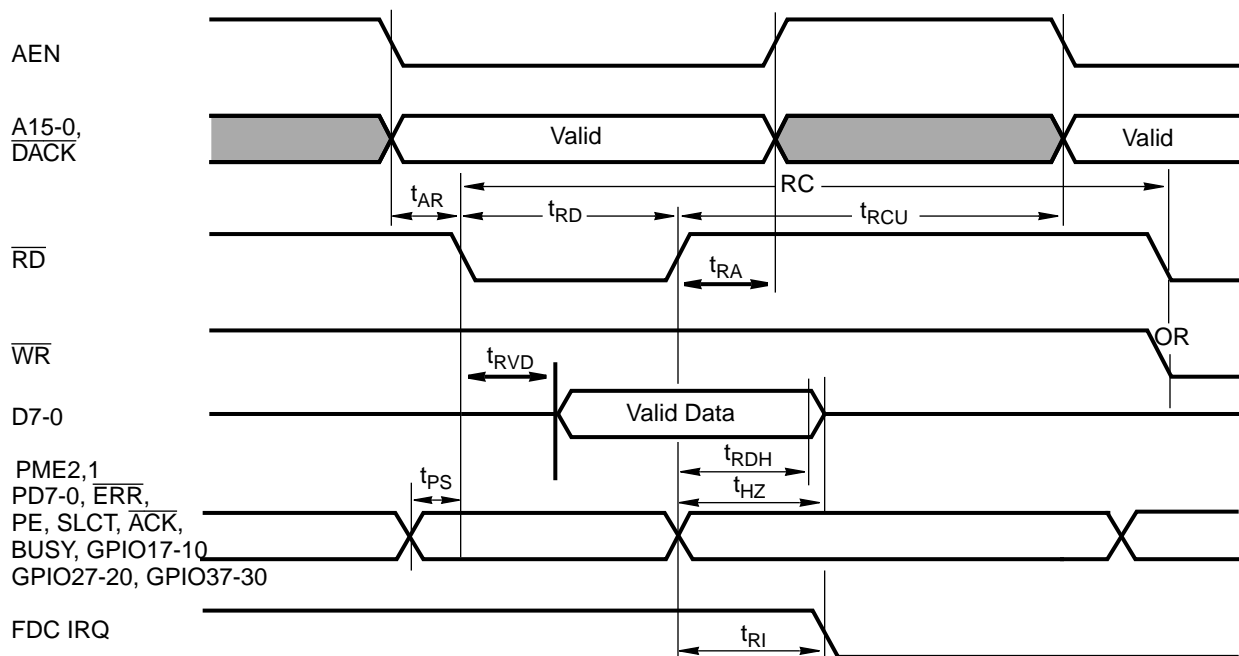 AEN
A15-0,
DACK
Valid
Valid
RC
tAR
tRD
tRCU
RD
tRA
WR
OR
tRVD
D7-0
Valid Data
tRDH
tPS
tHZ
PME2,1
PD7-0, ERR,
PE, SLCT, ACK,
BUSY, GPIO17-10
GPIO27-20, GPIO37-30
FDC IRQ
tRI